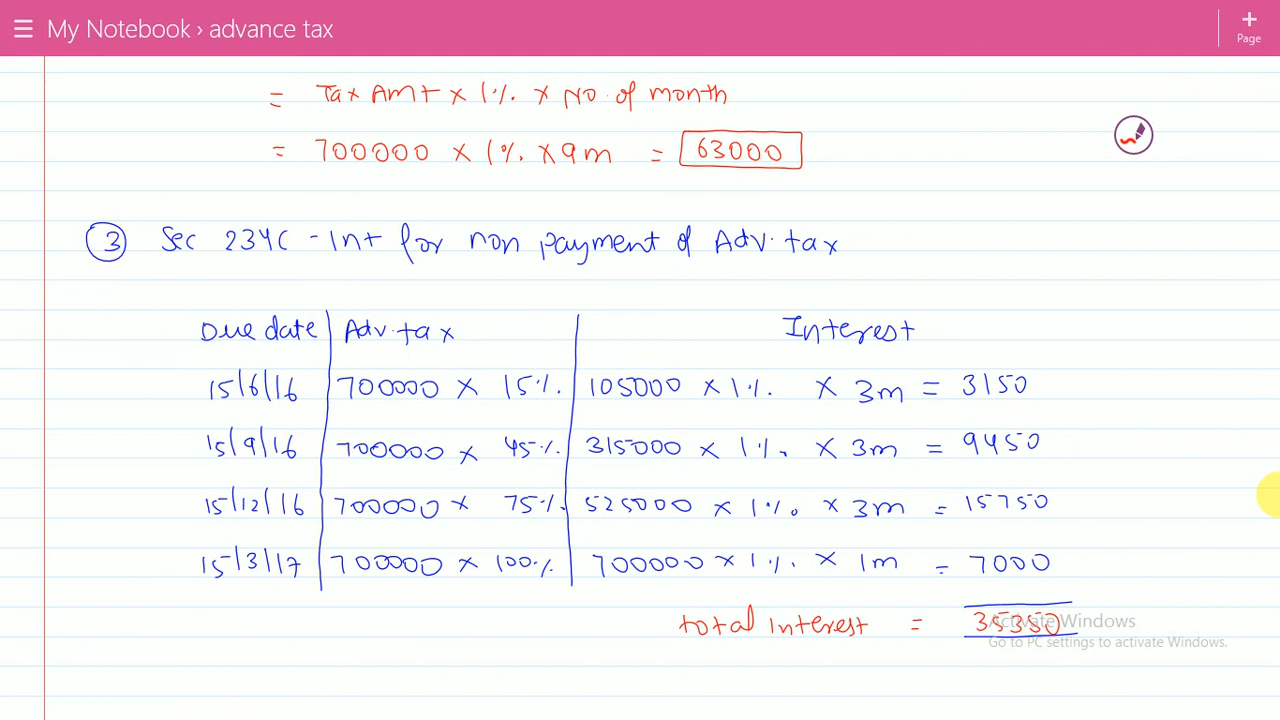 My Notebook › advance tax
Page
= Tax Amt x 1% x No. of month
= 700000 x 1% x 9m = 63000
3 Sec 234C - Int for non payment of Adv. tax
Due date Adv. tax Interest
15/6/16 700000 x 15% 105000 x 1% x 3m = 3150
15/9/16 700000 x 45% 315000 x 1% x 3m = 9450
15/12/16 700000 x 75% 525000 x 1% x 3m = 15750
15/3/17 700000 x 100% 700000 x 1% x 1m = 7000
total interest = 35350
Activate Windows
Go to PC settings to activate Windows.